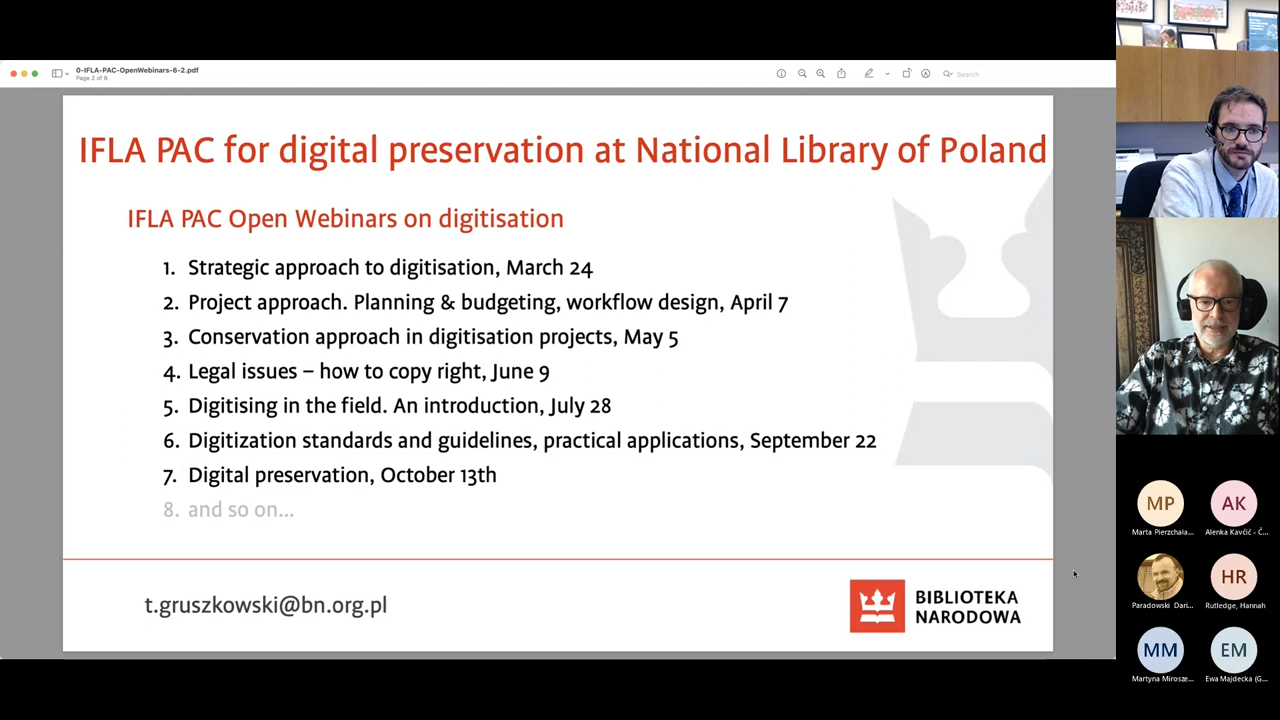 0-IFLA-PAC-OpenWebinars-6-2.pdf
Page 2 of 6
Search
IFLA PAC for digital preservation at National Library of Poland
IFLA PAC Open Webinars on digitisation
1. Strategic approach to digitisation, March 24
2. Project approach. Planning & budgeting, workflow design, April 7
3. Conservation approach in digitisation projects, May 5
4. Legal issues – how to copy right, June 9
5. Digitising in the field. An introduction, July 28
6. Digitization standards and guidelines, practical applications, September 22
7. Digital preservation, October 13th
8. and so on...
t.gruszkowski@bn.org.pl
BIBLIOTEKA
NARODOWA
MP
AK
Marta Pierzchała...
Alenka Kavčič - Č...
HR
Paradowski Dari...
Rutledge, Hannah
MM
EM
Martyna Mirosze...
Ewa Majdecka (G...